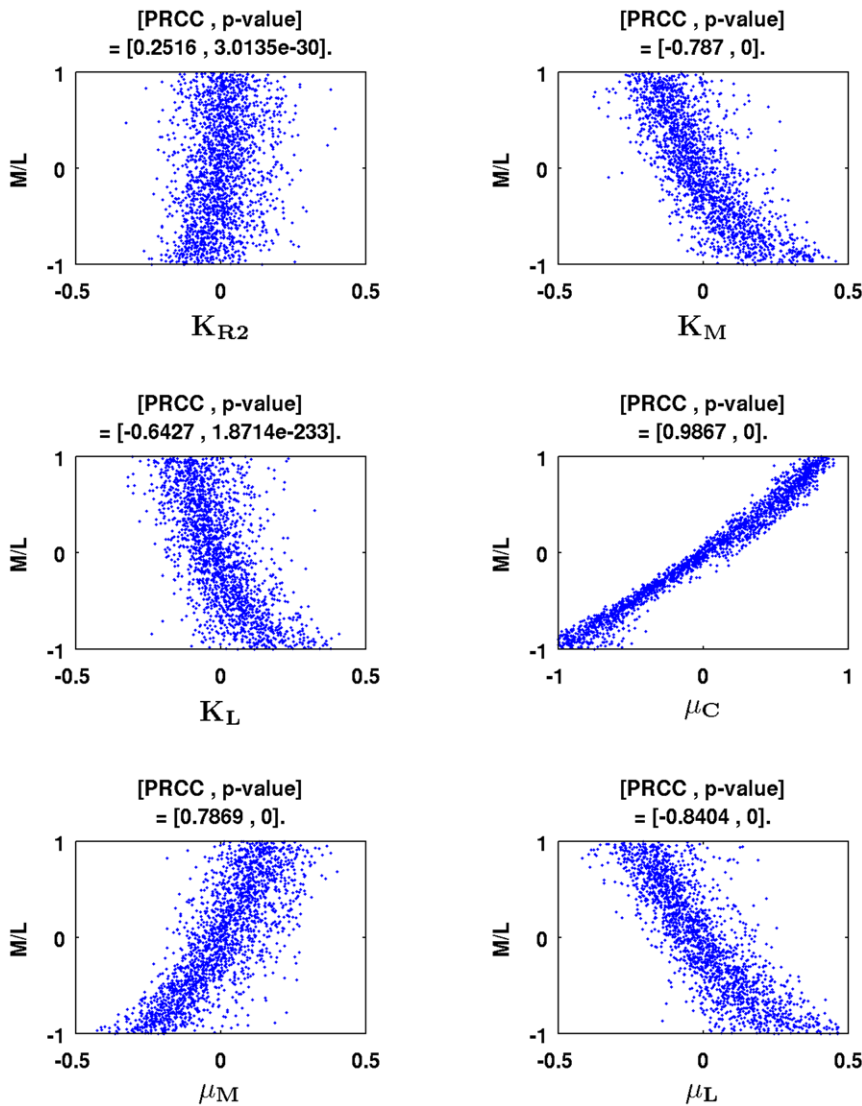 [PRCC , p-value]
= [0.2516 , 3.0135e-30].
1
0
-1
M/L
-0.5 0 0.5
K_R2
[PRCC , p-value]
= [-0.787 , 0].
1
0
-1
M/L
-0.5 0 0.5
K_M
[PRCC , p-value]
= [-0.6427 , 1.8714e-233].
1
0
-1
M/L
-0.5 0 0.5
K_L
[PRCC , p-value]
= [0.9867 , 0].
1
0
-1
M/L
-1 0 1
μ_C
[PRCC , p-value]
= [0.7869 , 0].
1
0
-1
M/L
-0.5 0 0.5
μ_M
[PRCC , p-value]
= [-0.8404 , 0].
1
0
-1
M/L
-0.5 0 0.5
μ_L